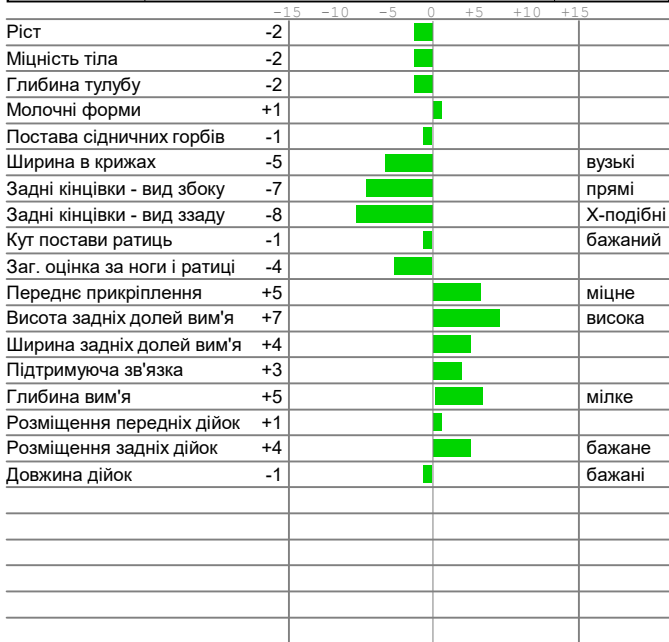 -15 -10 -5 0 +5 +10 +15
Ріст -2
Міцність тіла -2
Глибина тулубу -2
Молочні форми +1
Постава сідничних горбів -1
Ширина в крижах -5 вузькі
Задні кінцівки - вид збоку -7 прямі
Задні кінцівки - вид ззаду -8 Х-подібні
Кут постави ратиць -1 бажаний
Заг. оцінка за ноги і ратиці -4
Переднє прикріплення +5 міцне
Висота задніх долей вим'я +7 висока
Ширина задніх долей вим'я +4
Підтримуюча зв'язка +3
Глибина вим'я +5 мілке
Розміщення передніх дійок +1
Розміщення задніх дійок +4 бажане
Довжина дійок -1 бажані